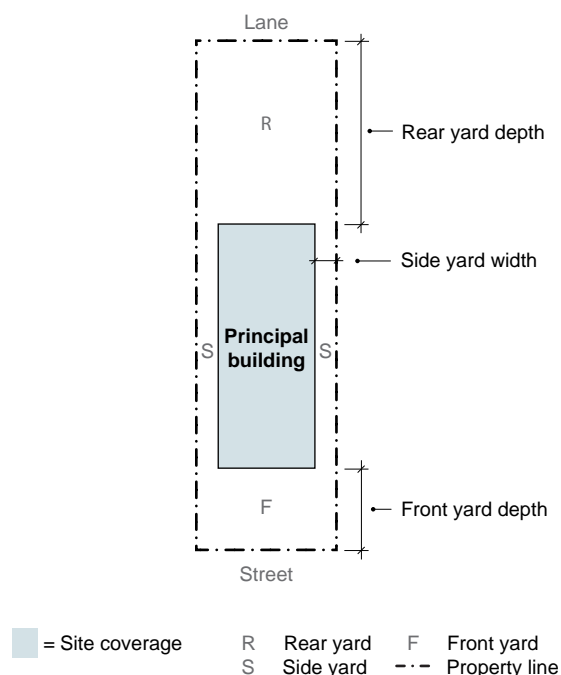 Lane
R
Rear yard depth
Side yard width
Principal
building
S
S
F
Front yard depth
Street
= Site coverage
R Rear yard
F Front yard
S Side yard
Property line